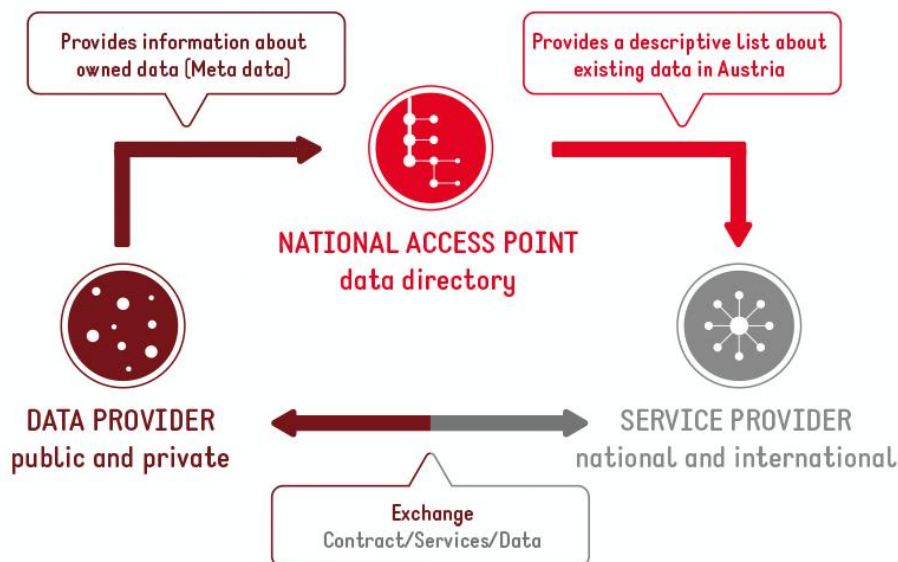 Provides information about
owned data (Meta data)
Provides a descriptive list about
existing data in Austria
NATIONAL ACCESS POINT
data directory
DATA PROVIDER
public and private
SERVICE PROVIDER
national and international
Exchange
Contract/Services/Data